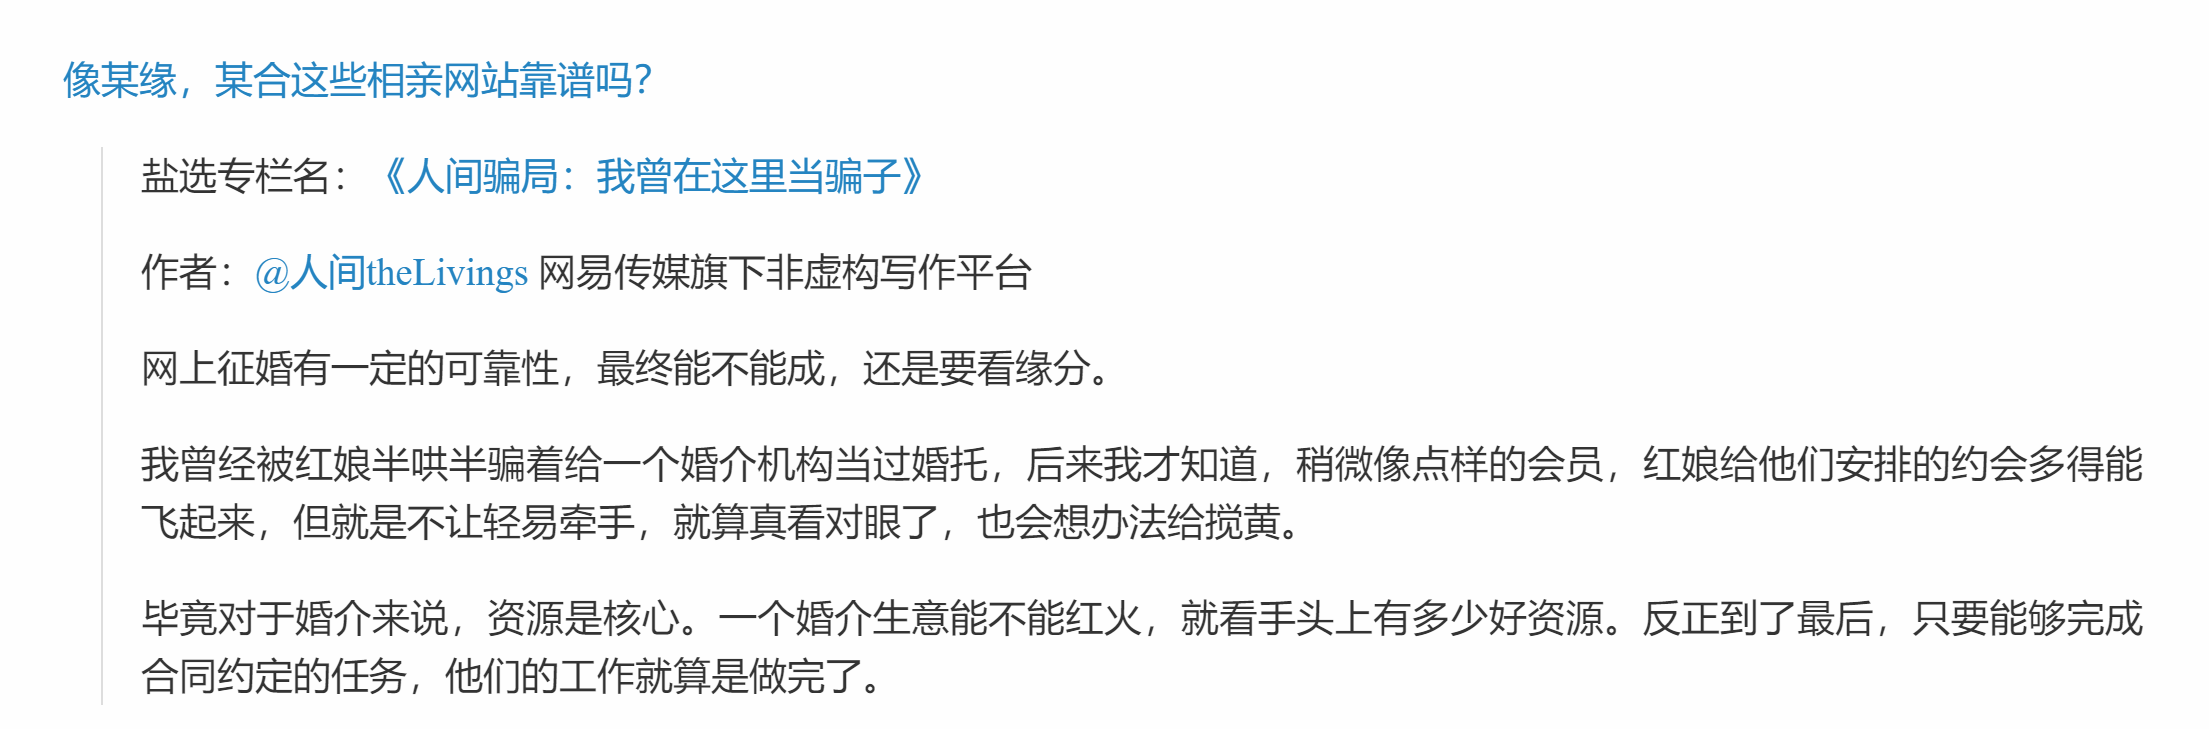 像某缘，某合这些相亲网站靠谱吗？
盐选专栏名：《人间骗局：我曾在这里当骗子》
作者：@人间theLivings 网易传媒旗下非虚构写作平台
网上征婚有一定的可靠性，最终能不能成，还是要看缘分。
我曾经被红娘半哄半骗着给一个婚介机构当过婚托，后来我才知道，稍微像点样的会员，红娘给他们安排的约会多得能
飞起来，但就是不让轻易牵手，就算真看对眼了，也会想办法给搅黄。
毕竟对于婚介来说，资源是核心。一个婚介生意能不能红火，就看手头上有多少好资源。反正到了最后，只要能够完成
合同约定的任务，他们的工作就算是做完了。